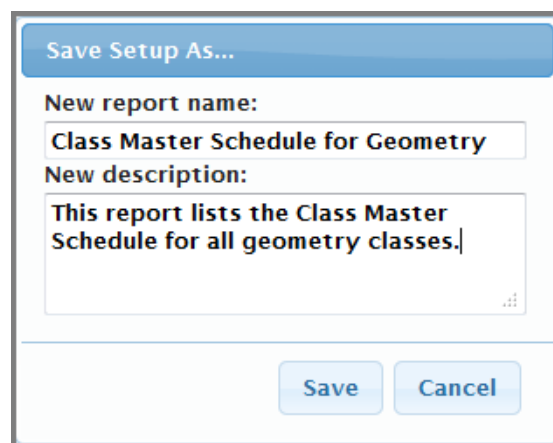 Save Setup As...
New report name:
Class Master Schedule for Geometry
New description:
This report lists the Class Master
Schedule for all geometry classes.
Save Cancel